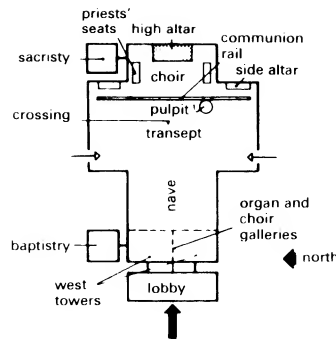 priests'
seats
high altar
communion
rail
sacristy
choir
side altar
pulpit
crossing
transept
nave
organ and
choir
galleries
baptistry
north
west
towers
lobby